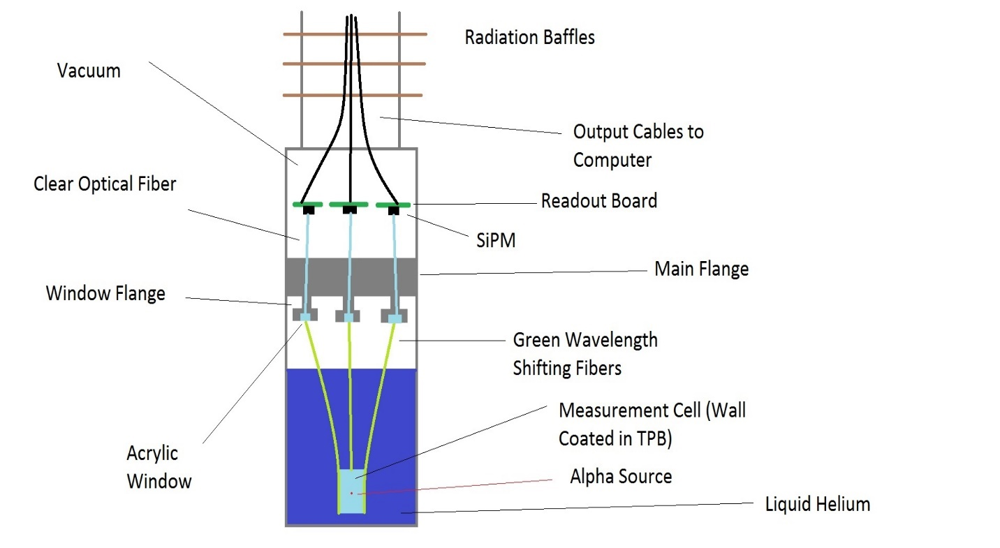 Radiation Baffles
Vacuum
Output Cables to
Computer
Clear Optical Fiber
Readout Board
SiPM
Main Flange
Window Flange
Green Wavelength
Shifting Fibers
Measurement Cell (Wall
Coated in TPB)
Acrylic
Window
Alpha Source
Liquid Helium